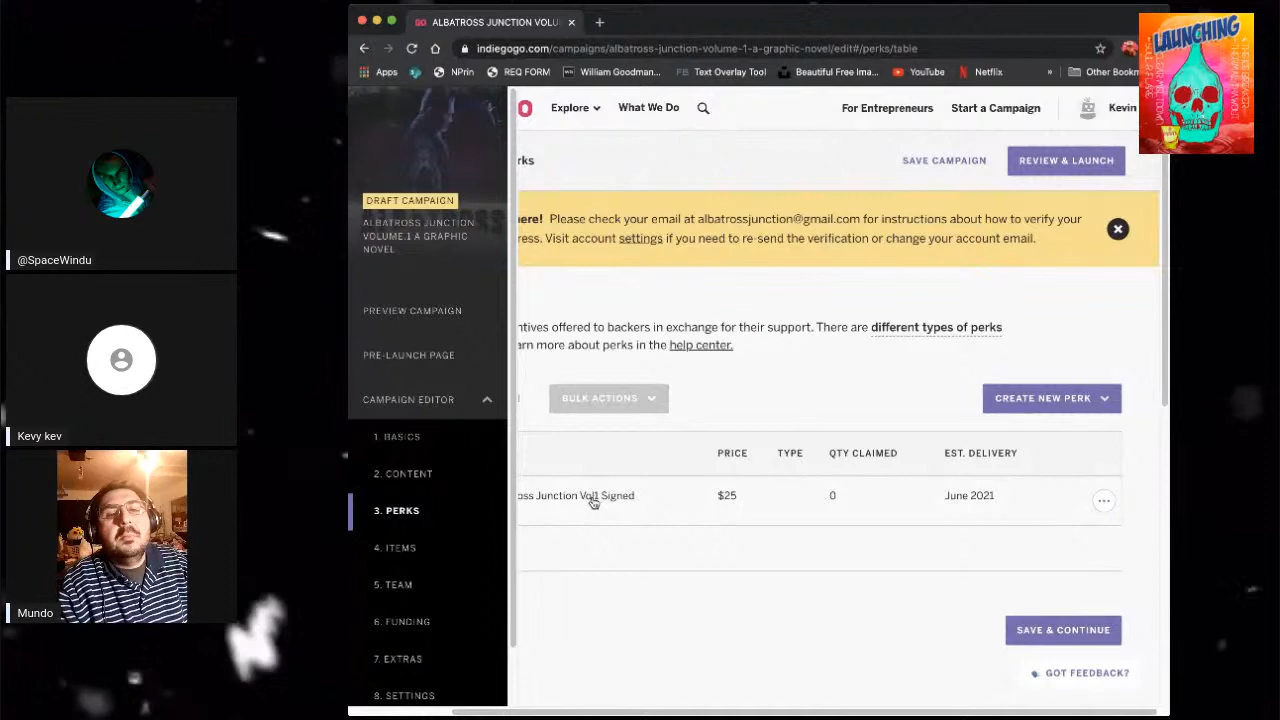 ALBATROSS JUNCTION VOLU
indiegogo.com/campaigns/albatross-junction-volume-1-a-graphic-novel/edit#/perks/table
Apps
NPrin
REQ FORM
William Goodman...
Text Overlay Tool
Beautiful Free Ima...
YouTube
Netflix
»
Other Bookm
LAUNCHING
Explore
What We Do
For Entrepreneurs
Start a Campaign
Kevin
rks
SAVE CAMPAIGN
REVIEW & LAUNCH
DRAFT CAMPAIGN
ALBATROSS JUNCTION
VOLUME.1 A GRAPHIC
NOVEL
here! Please check your email at albatrossjunction@gmail.com for instructions about how to verify your
ress. Visit account settings if you need to re-send the verification or change your account email.
@SpaceWindu
PREVIEW CAMPAIGN
ntives offered to backers in exchange for their support. There are different types of perks
arn more about perks in the help center.
PRE-LAUNCH PAGE
CAMPAIGN EDITOR
BULK ACTIONS
CREATE NEW PERK
1. BASICS
Kevy kev
PRICE
TYPE
QTY CLAIMED
EST. DELIVERY
2. CONTENT
oss Junction Vol1 Signed
$25
0
June 2021
3. PERKS
4. ITEMS
5. TEAM
Mundo
6. FUNDING
SAVE & CONTINUE
7. EXTRAS
GOT FEEDBACK?
8. SETTINGS